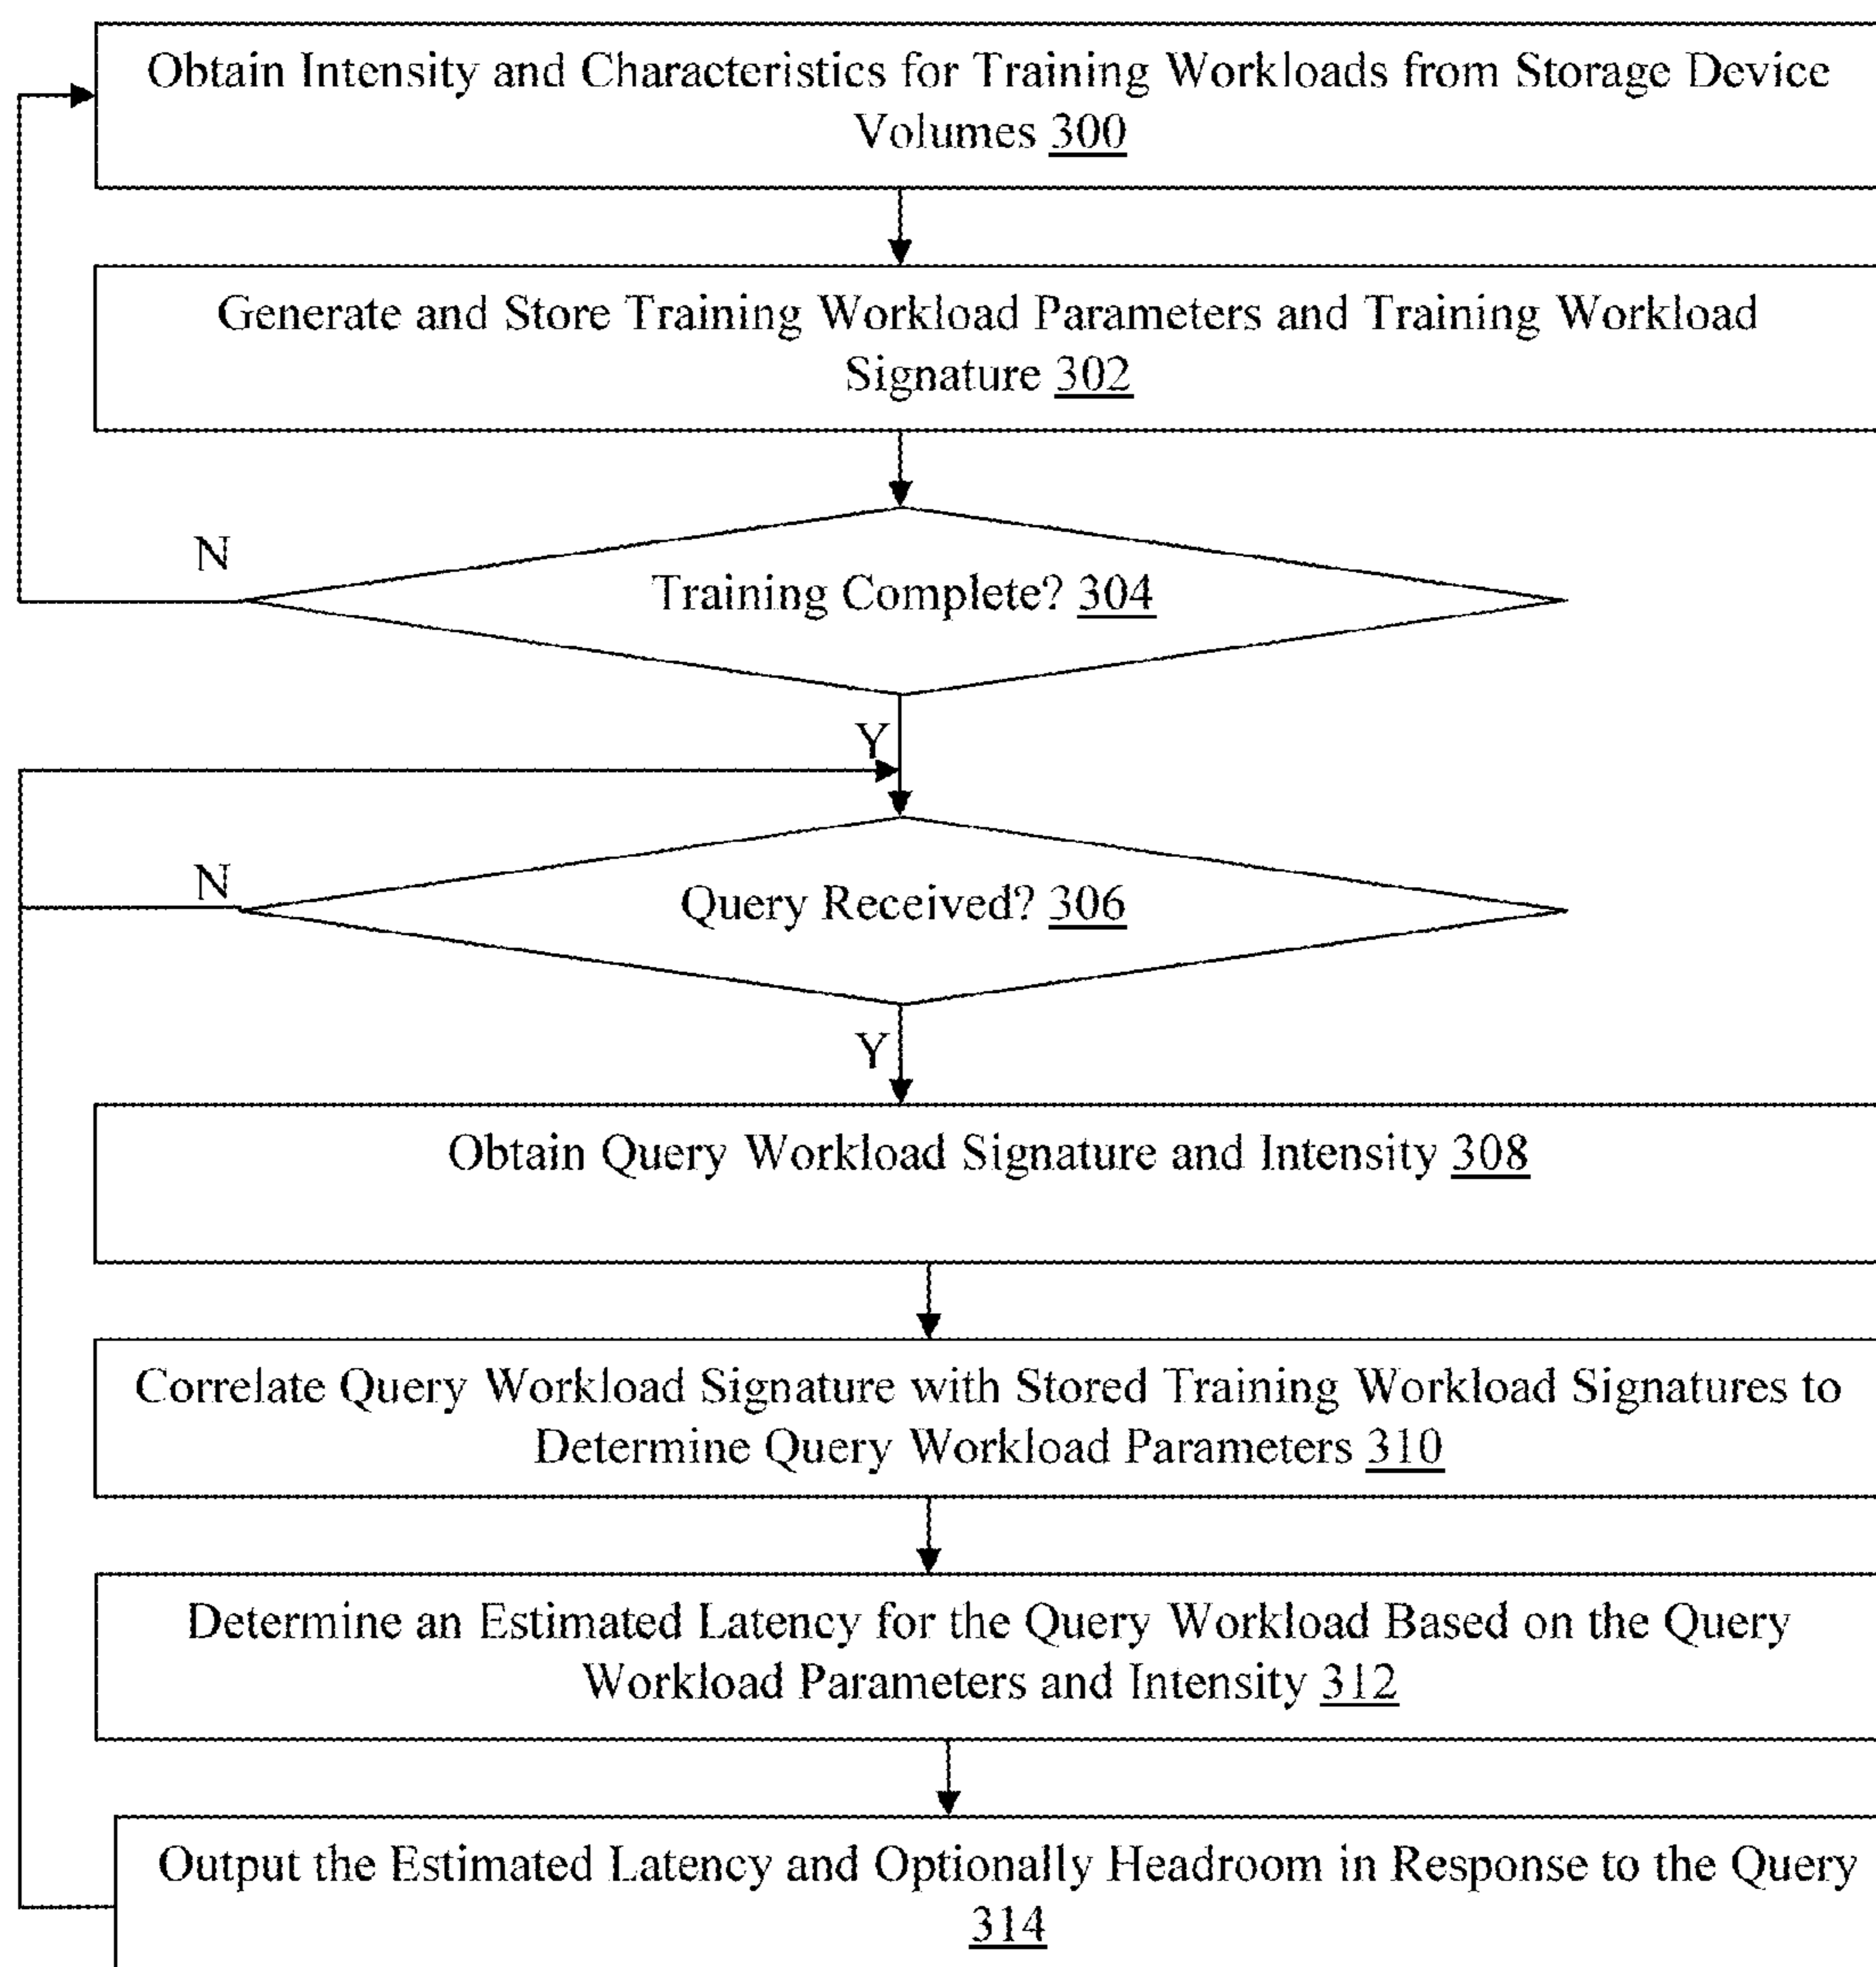 Obtain Intensity and Characteristics for Training Workloads from Storage Device
Volumes 300
Generate and Store Training Workload Parameters and Training Workload
Signature 302
N
Training Complete? 304
Y
N
Query Received? 306
Y
Obtain Query Workload Signature and Intensity 308
Correlate Query Workload Signature with Stored Training Workload Signatures to
Determine Query Workload Parameters 310
Determine an Estimated Latency for the Query Workload Based on the Query
Workload Parameters and Intensity 312
Output the Estimated Latency and Optionally Headroom in Response to the Query
314